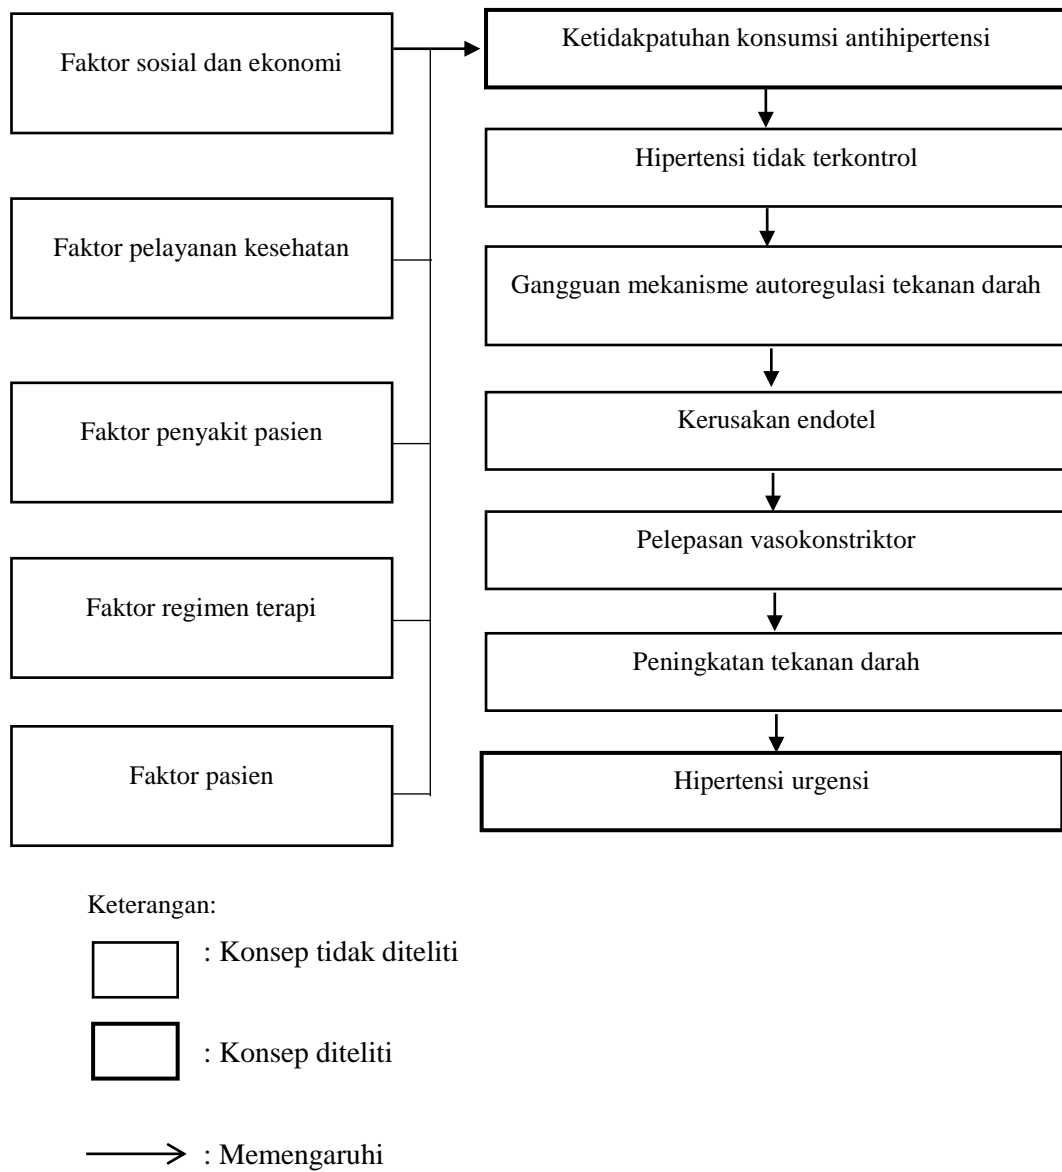 Faktor sosial dan ekonomi
Faktor pelayanan kesehatan
Faktor penyakit pasien
Faktor regimen terapi
Faktor pasien
Ketidakpatuhan konsumsi antihipertensi
Hipertensi tidak terkontrol
Gangguan mekanisme autoregulasi tekanan darah
Kerusakan endotel
Pelepasan vasokonstriktor
Peningkatan tekanan darah
Hipertensi urgensi
Keterangan:
: Konsep tidak diteliti
: Konsep diteliti
: Memengaruhi